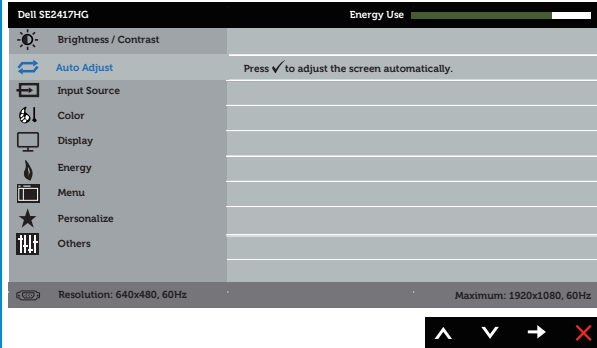 Dell SE2417HG Energy Use
Brightness / Contrast
Auto Adjust Press ✓ to adjust the screen automatically.
Input Source
Color
Display
Energy
Menu
Personalize
Others
Resolution: 640x480, 60Hz Maximum: 1920x1080, 60Hz